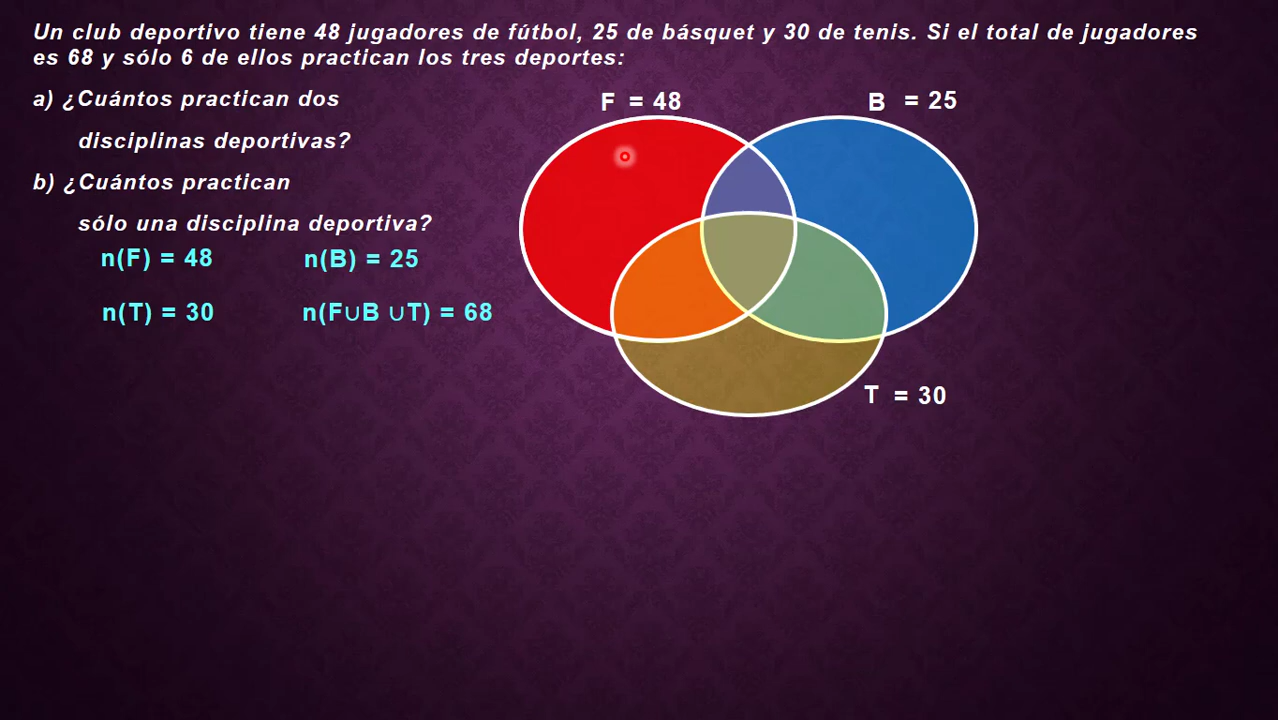 Un club deportivo tiene 48 jugadores de fútbol, 25 de básquet y 30 de tenis. Si el total de jugadores
es 68 y sólo 6 de ellos practican los tres deportes:
a) ¿Cuántos practican dos
disciplinas deportivas?
b) ¿Cuántos practican
sólo una disciplina deportiva?
n(F) = 48 n(B) = 25
n(T) = 30 n(F∪B ∪T) = 68
F = 48 B = 25
T = 30